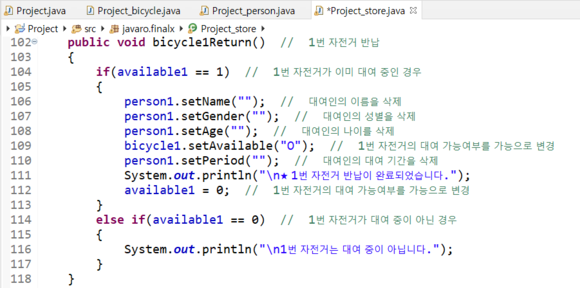 Project.java Project_bicycle.java Project_person.java *Project_store.java
Project src javaro.finalx Project_store
102 public void bicycle1Return() // 1번 자전거 반납
103 {
104 if(available1 == 1) // 1번 자전거가 이미 대여 중인 경우
105 {
106 person1.setName(""); // 대여인의 이름을 삭제
107 person1.setGender(""); // 대여인의 성별을 삭제
108 person1.setAge(""); // 대여인의 나이를 삭제
109 bicycle1.setAvailable("O"); // 1번 자전거의 대여 가능여부를 가능으로 변경
110 person1.setPeriod(""); // 대여인의 대여 기간을 삭제
111 System.out.println("\n★ 1번 자전거 반납이 완료되었습니다.");
112 available1 = 0; // 1번 자전거의 대여 가능여부를 가능으로 변경
113 }
114 else if(available1 == 0) // 1번 자전거가 대여 중이 아닌 경우
115 {
116 System.out.println("\n1번 자전거는 대여 중이 아닙니다.");
117 }
118 }